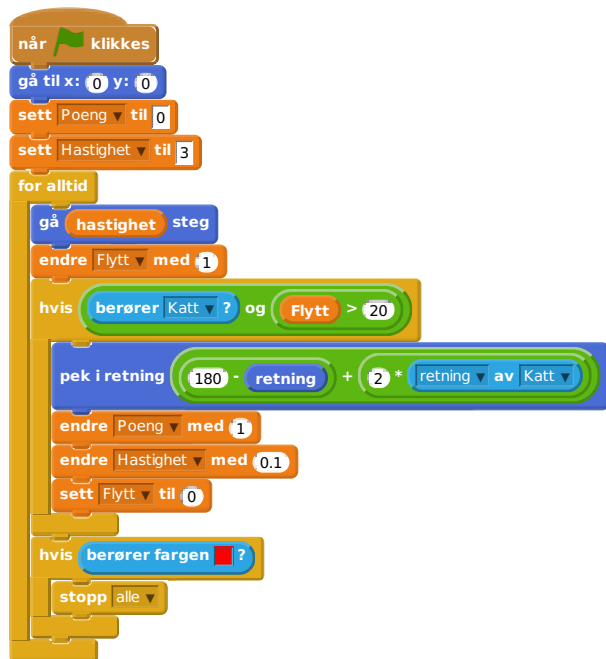 når klikkes
gå til x: 0 y: 0
sett Poeng ▼ til 0
sett Hastighet ▼ til 3
for alltid
gå hastighet steg
endre Flytt ▼ med 1
hvis berører Katt ▼ ? og Flytt > 20
pek i retning 180 - retning + 2 * retning ▼ av Katt ▼
endre Poeng ▼ med 1
endre Hastighet ▼ med 0.1
sett Flytt ▼ til 0
hvis berører fargen ?
stopp alle ▼